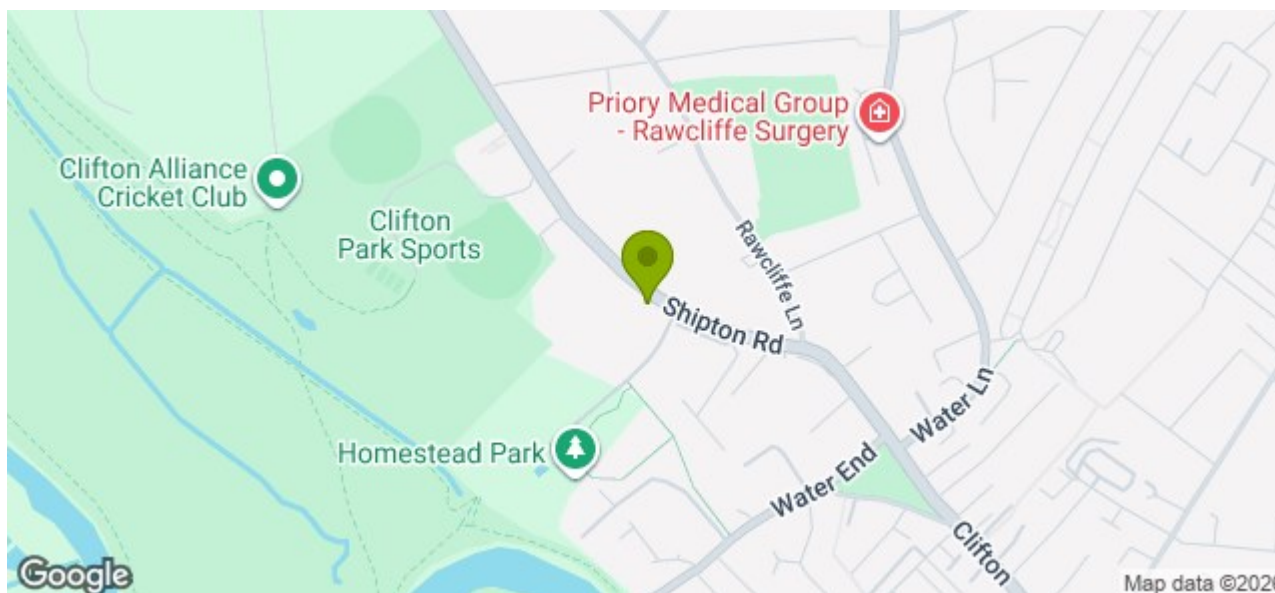 Priory Medical Group
- Rawcliffe Surgery
Clifton Alliance
Cricket Club
Clifton
Park Sports
Rawcliffe Ln
Shipton Rd
Homestead Park
Water Ln
Water End
Clifton
Google
Map data ©2026